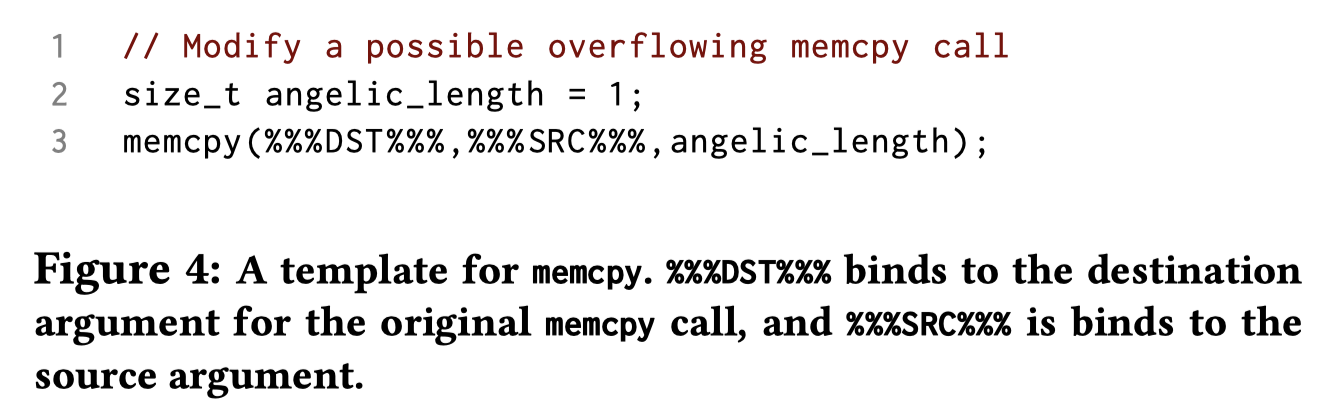 1 // Modify a possible overflowing memcpy call
2 size_t angelic_length = 1;
3 memcpy(%%%DST%%%,%%%SRC%%%,angelic_length);
Figure 4: A template for memcpy. %%%DST%%% binds to the destination
argument for the original memcpy call, and %%%SRC%%% is binds to the
source argument.